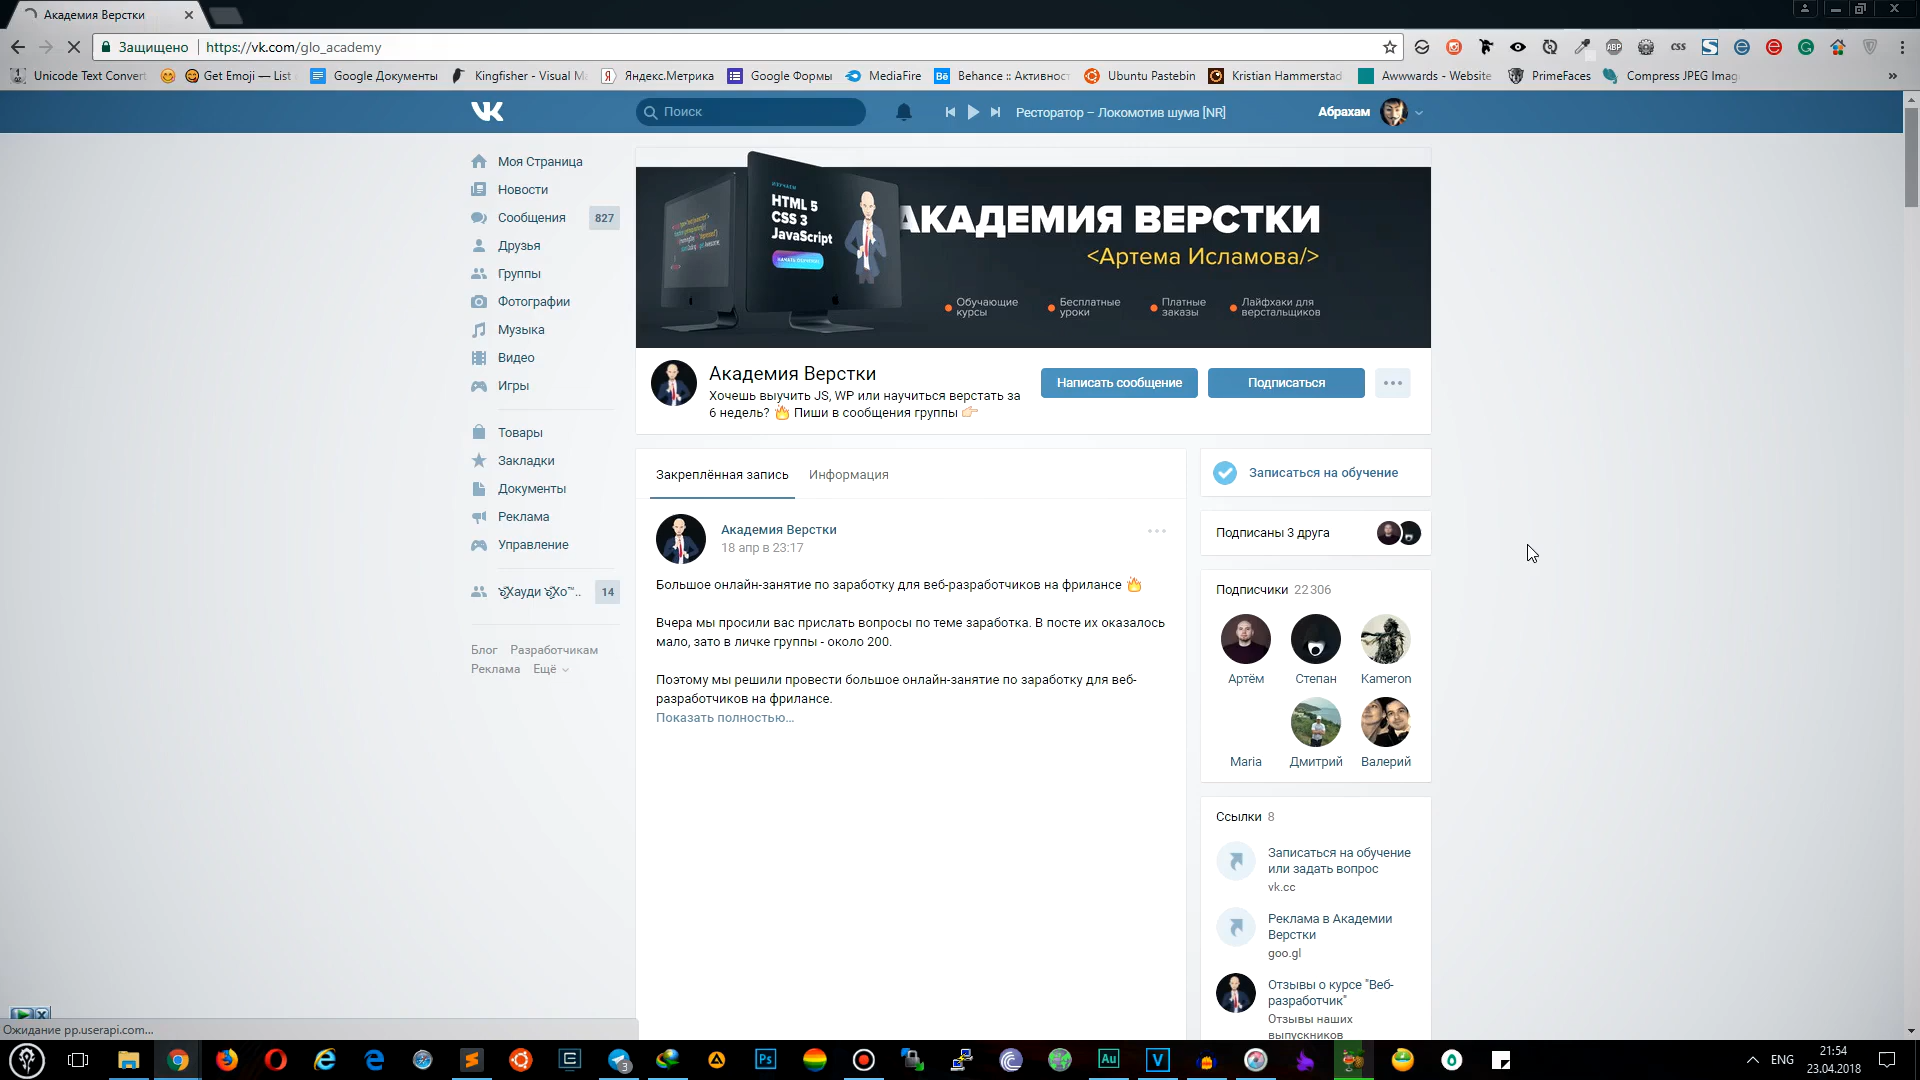 Академия Верстки
Защищено https://vk.com/glo_academy
Unicode Text Convert
Get Emoji — List
Google Документы
Kingfisher - Visual M
Яндекс.Метрика
Google Формы
MediaFire
Behance :: Активност
Ubuntu Pastebin
Kristian Hammerstad
Awwwards - Website
PrimeFaces
Compress JPEG Imag
Поиск
Ресторатор – Локомотив шума [NR]
Абрахам
Моя Страница
Новости
Сообщения 827
Друзья
Группы
Фотографии
Музыка
Видео
Игры
Товары
Закладки
Документы
Реклама
Управление
14
Блог Разработчикам
Реклама Ещё
HTML 5
CSS 3
JavaScript
АКАДЕМИЯ ВЕРСТКИ
<Артема Исламова/>
Обучающие
курсы
Бесплатные
уроки
Платные
заказы
Лайфхаки для
верстальщиков
Академия Верстки
Хочешь выучить JS, WP или научиться верстать за
6 недель? 🔥 Пиши в сообщения группы 👉🏻
Написать сообщение
Подписаться
Закреплённая запись Информация
Академия Верстки
18 апр в 23:17
Большое онлайн-занятие по заработку для веб-разработчиков на фрилансе 🔥
Вчера мы просили вас прислать вопросы по теме заработка. В посте их оказалось
мало, зато в личке группы - около 200.
Поэтому мы решили провести большое онлайн-занятие по заработку для веб-
разработчиков на фрилансе.
Показать полностью...
Записаться на обучение
Подписаны 3 друга
Подписчики 22 306
Артём Степан Kameron
Maria Дмитрий Валерий
Ссылки 8
Записаться на обучение
или задать вопрос
vk.cc
Реклама в Академии
Верстки
goo.gl
Отзывы о курсе "Веб-
разработчик"
Отзывы наших
выпускников
Ожидание pp.userapi.com...
ENG
21:54
23.04.2018